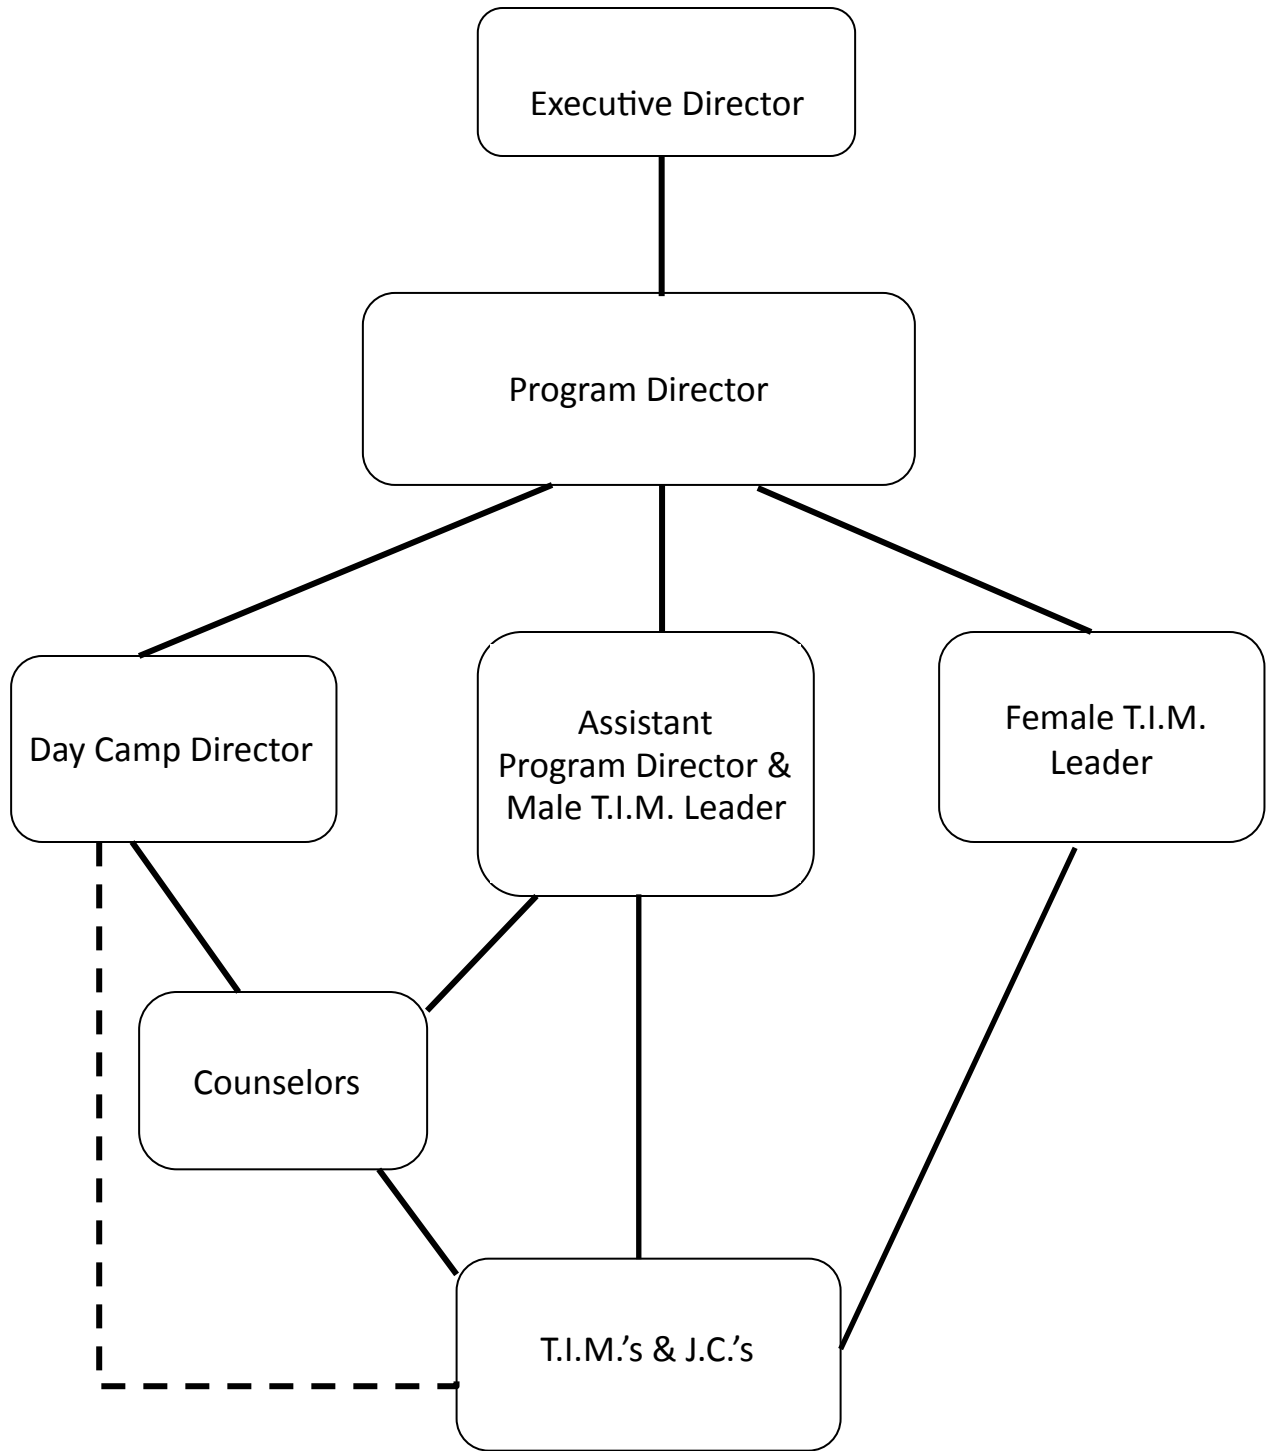 Executive Director
Program Director
Day Camp Director
Assistant
Program Director &
Male T.I.M. Leader
Female T.I.M.
Leader
Counselors
T.I.M.’s & J.C.’s